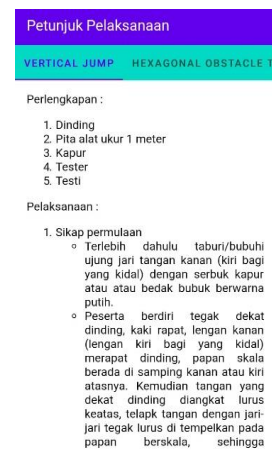 Petunjuk Pelaksanaan
VERTICAL JUMP HEXAGONAL OBSTACLE T
Perlengkapan :
1. Dinding
2. Pita alat ukur 1 meter
3. Kapur
4. Tester
5. Testi
Pelaksanaan :
1. Sikap permulaan
Terlebih dahulu taburi/bubuhi
ujung jari tangan kanan (kiri bagi
yang kidal) dengan serbuk kapur
atau atau bedak bubuk berwarna
putih.
Peserta berdiri tegak dekat
dinding, kaki rapat, lengan kanan
(lengan kiri bagi yang kidal)
merapat dinding, papan skala
berada di samping kanan atau kiri
atasnya. Kemudian tangan yang
dekat dinding diangkat lurus
keatas, telapk tangan dengan jari-
jari tegak lurus di tempelkan pada
papan berskala, sehingga